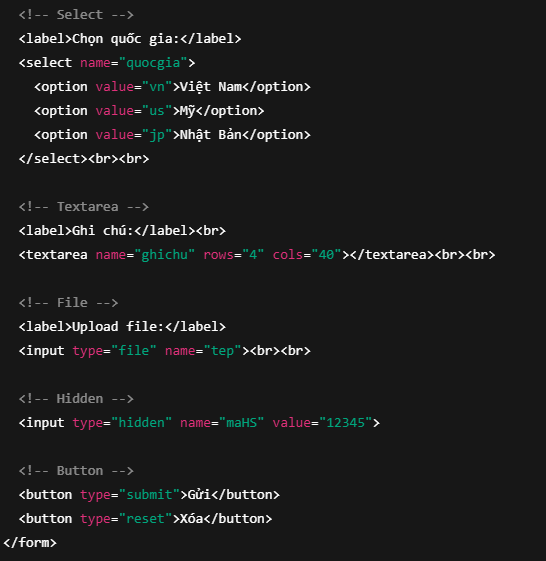 <!-- Select -->
<label>Chọn quốc gia:</label>
<select name="quocgia">
<option value="vn">Việt Nam</option>
<option value="us">Mỹ</option>
<option value="jp">Nhật Bản</option>
</select><br><br>
<!-- Textarea -->
<label>Ghi chú:</label><br>
<textarea name="ghichu" rows="4" cols="40"></textarea><br><br>
<!-- File -->
<label>Upload file:</label>
<input type="file" name="tep"><br><br>
<!-- Hidden -->
<input type="hidden" name="maHS" value="12345">
<!-- Button -->
<button type="submit">Gửi</button>
<button type="reset">Xóa</button>
</form>